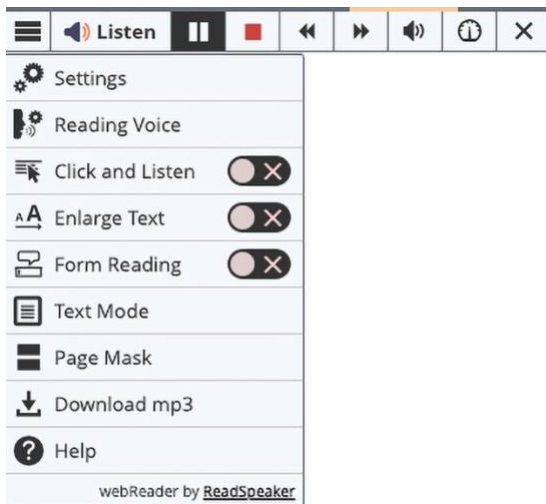 Listen
Settings
Reading Voice
Click and Listen
Enlarge Text
Form Reading
Text Mode
Page Mask
Download mp3
Help
webReader by ReadSpeaker